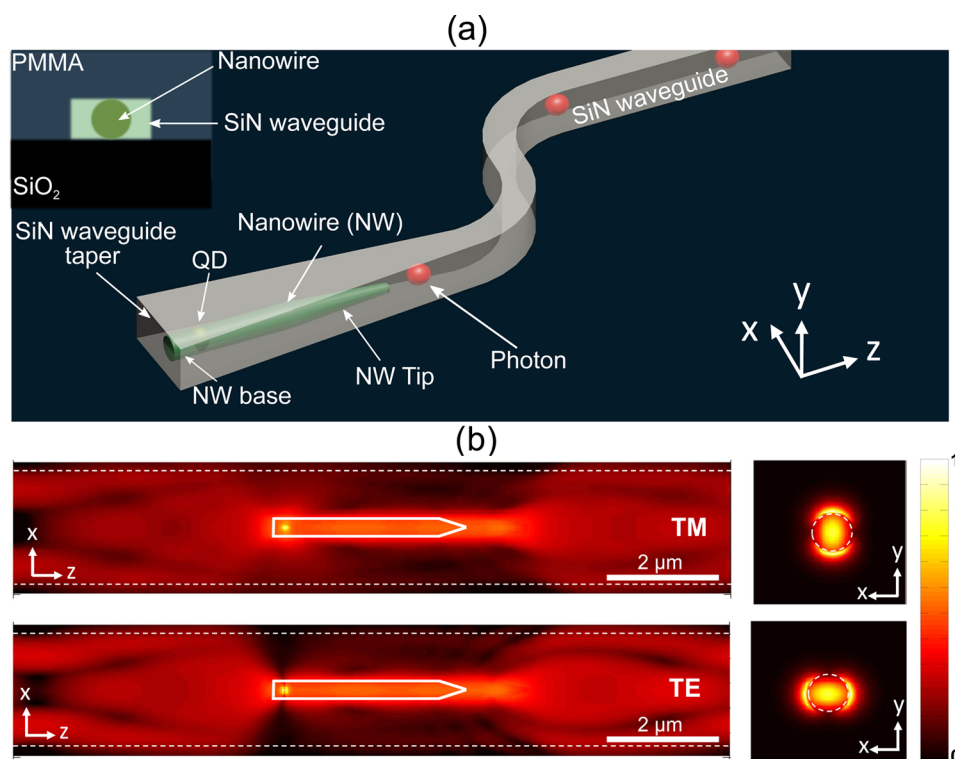 (a)
PMMA
Nanowire
SiN waveguide
SiO2
SiN waveguide
SiN waveguide
taper
QD
Nanowire (NW)
NW base
NW Tip
Photon
x
y
z
(b)
x
z
TM
2 μm
y
x
1
x
z
TE
2 μm
y
x
0